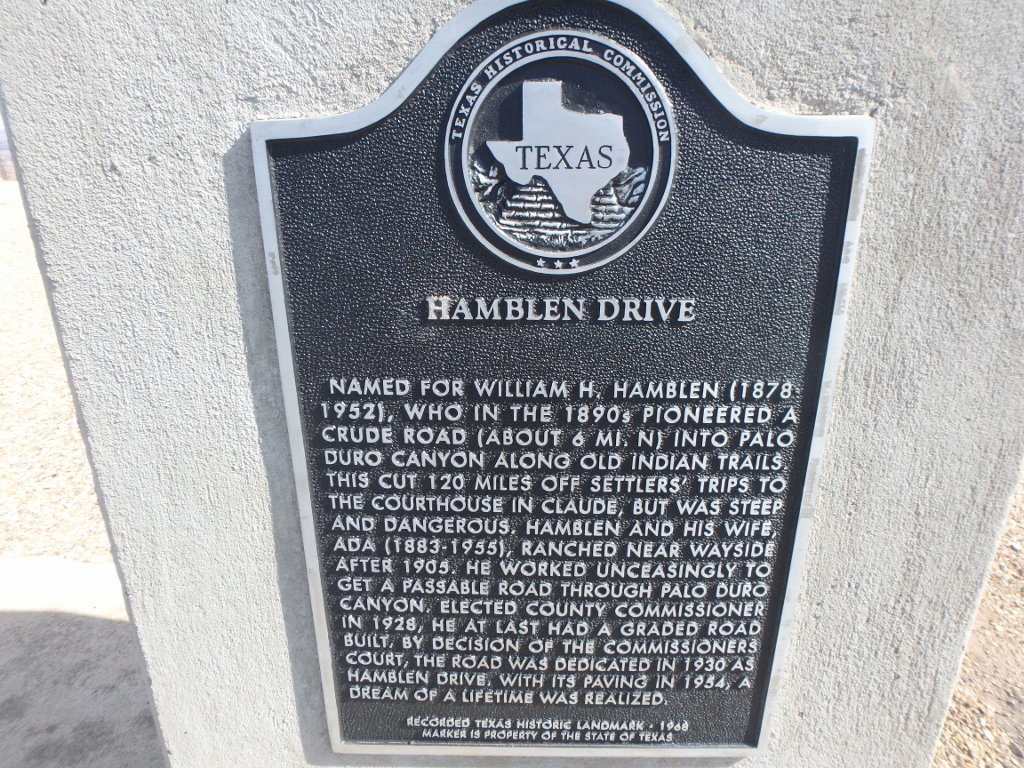 TEXAS HISTORICAL COMMISSION
TEXAS
HAMBLEN DRIVE
NAMED FOR WILLIAM H. HAMBLEN (1878-
1952), WHO IN THE 1890s PIONEERED A
CRUDE ROAD (ABOUT 6 MI. N) INTO PALO
DURO CANYON ALONG OLD INDIAN TRAILS.
THIS CUT 120 MILES OFF SETTLERS' TRIPS TO
THE COURTHOUSE IN CLAUDE, BUT WAS STEEP
AND DANGEROUS. HAMBLEN AND HIS WIFE,
ADA (1883-1955), RANCHED NEAR WAYSIDE
AFTER 1905. HE WORKED UNCEASINGLY TO
GET A PASSABLE ROAD THROUGH PALO DURO
CANYON. ELECTED COUNTY COMMISSIONER
IN 1928, HE AT LAST HAD A GRADED ROAD
BUILT. BY DECISION OF THE COMMISSIONERS
COURT, THE ROAD WAS DEDICATED IN 1930 AS
HAMBLEN DRIVE. WITH ITS PAVING IN 1954, A
DREAM OF A LIFETIME WAS REALIZED.
RECORDED TEXAS HISTORIC LANDMARK - 1968
MARKER IS PROPERTY OF THE STATE OF TEXAS